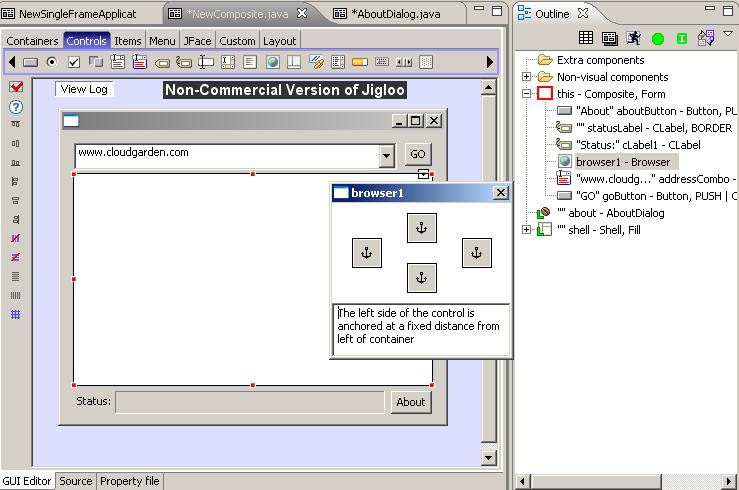 NewSingleFrameApplicat
*NewComposite.java
*AboutDialog.java
Outline
Containers Controls Items Menu JFace Custom Layout
View Log
Non-Commercial Version of Jigloo
www.cloudgarden.com
GO
browser1
The left side of the control is
anchored at a fixed distance from
left of container
Status:
About
GUI Editor Source Property file
Extra components
Non-visual components
this - Composite, Form
"About" aboutButton - Button, PU
"" statusLabel - CLabel, BORDER
"Status:" cLabel1 - CLabel
browser1 - Browser
"www.cloudg..." addressCombo -
"GO" goButton - Button, PUSH | C
"" about - AboutDialog
"" shell - Shell, Fill